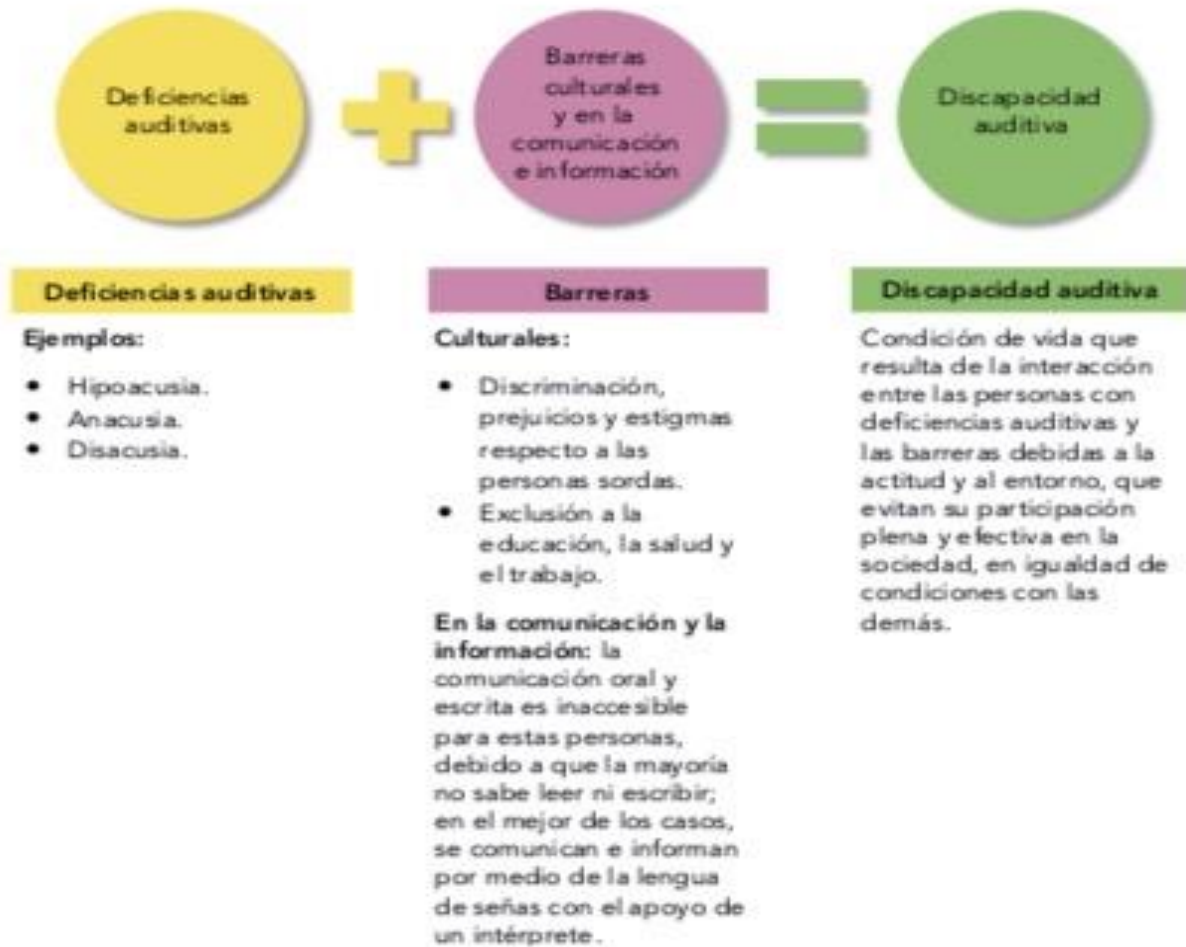 Deficiencias
auditivas
Barreras
culturales
y en la
comunicación
e información
Discapacidad
auditiva
Deficiencias auditivas
Ejemplos:
• Hipoacusia.
• Anacusia.
• Disacusia.
Barreras
Culturales:
• Discriminación,
prejuicios y estigmas
respecto a las
personas sordas.
• Exclusión a la
educación, la salud y
el trabajo.
En la comunicación y la
información: la
comunicación oral y
escrita es inaccesible
para estas personas,
debido a que la mayoría
no sabe leer ni escribir;
en el mejor de los casos,
se comunican e informan
por medio de la lengua
de señas con el apoyo de
un intérprete.
Discapacidad auditiva
Condición de vida que
resulta de la interacción
entre las personas con
deficiencias auditivas y
las barreras debidas a la
actitud y al entorno, que
evitan su participación
plena y efectiva en la
sociedad, en igualdad de
condiciones con las
demás.